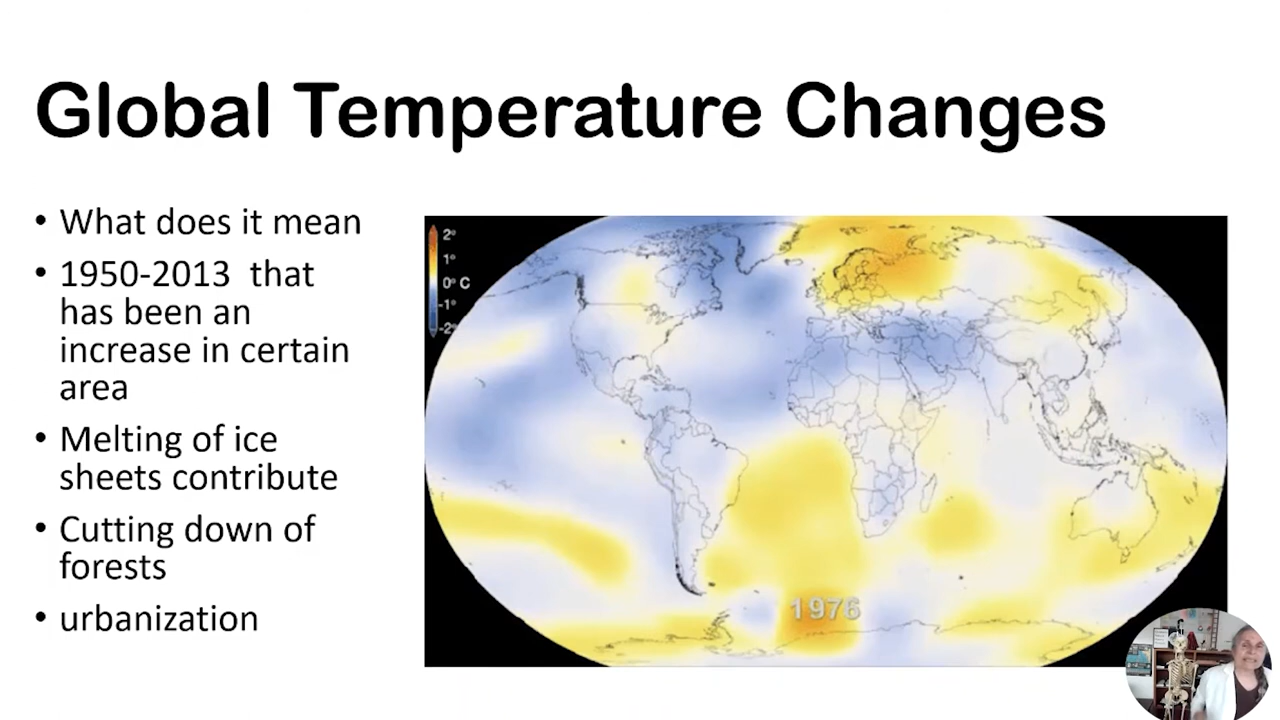 Global Temperature Changes
• What does it mean
• 1950-2013 that
has been an
increase in certain
area
• Melting of ice
sheets contribute
• Cutting down of
forests
• urbanization
2°
1°
0° C
-1°
-2°
1976